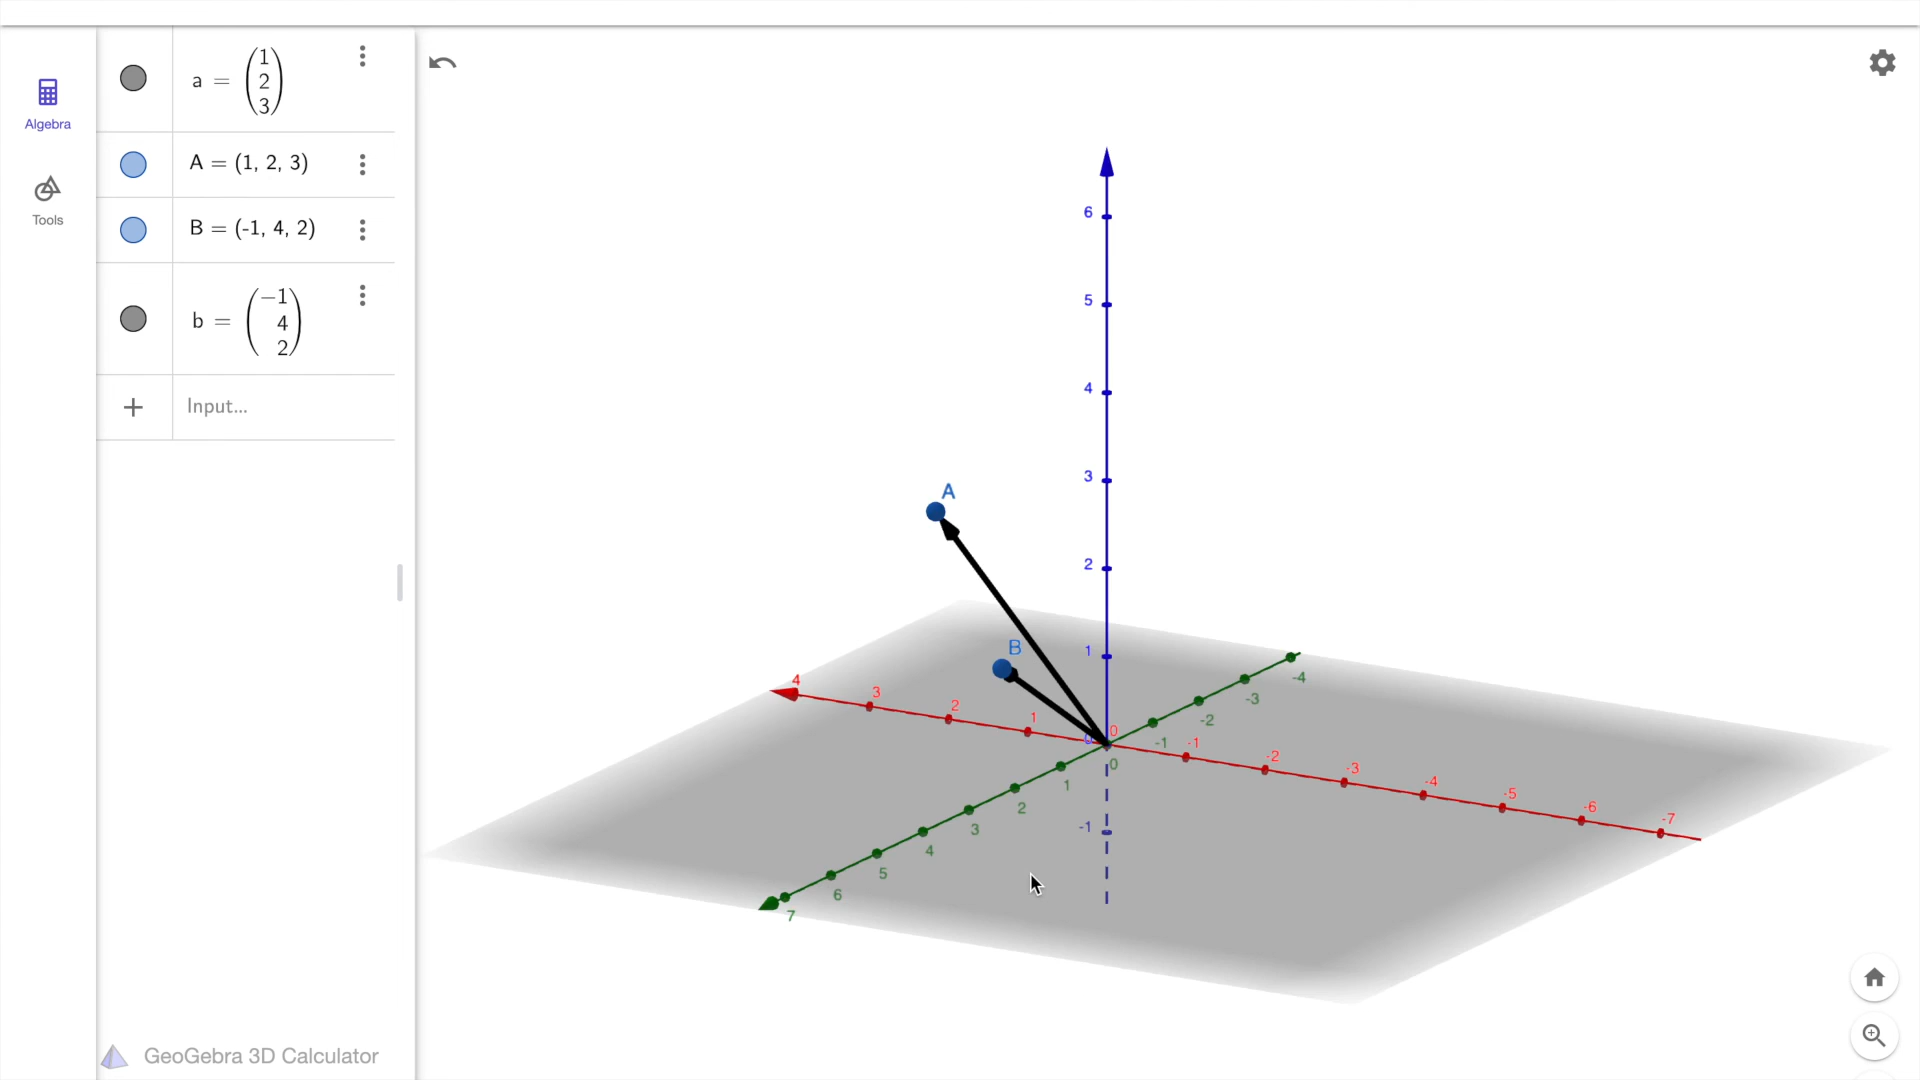 Algebra
Tools
a = (1
2
3)
A = (1, 2, 3)
B = (-1, 4, 2)
b = (−1
4
2)
+ Input...
GeoGebra 3D Calculator
6
5
4
3
2
1
0
-1
A
B
4 3 2 1 0 -1 -2 -3 -4 -5 -6 -7
-4 -3 -2 -1 0 1 2 3 4 5 6 7